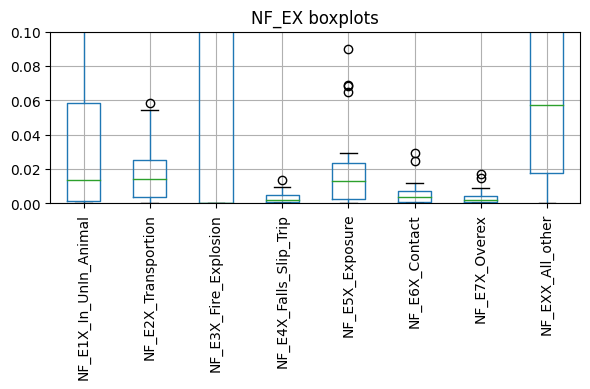 NF_EX boxplots
0.10
0.08
0.06
0.04
0.02
0.00
NF_E1X_In_UnIn_Animal
NF_E2X_Transportion
NF_E3X_Fire_Explosion
NF_E4X_Falls_Slip_Trip
NF_E5X_Exposure
NF_E6X_Contact
NF_E7X_Overex
NF_EXX_All_other